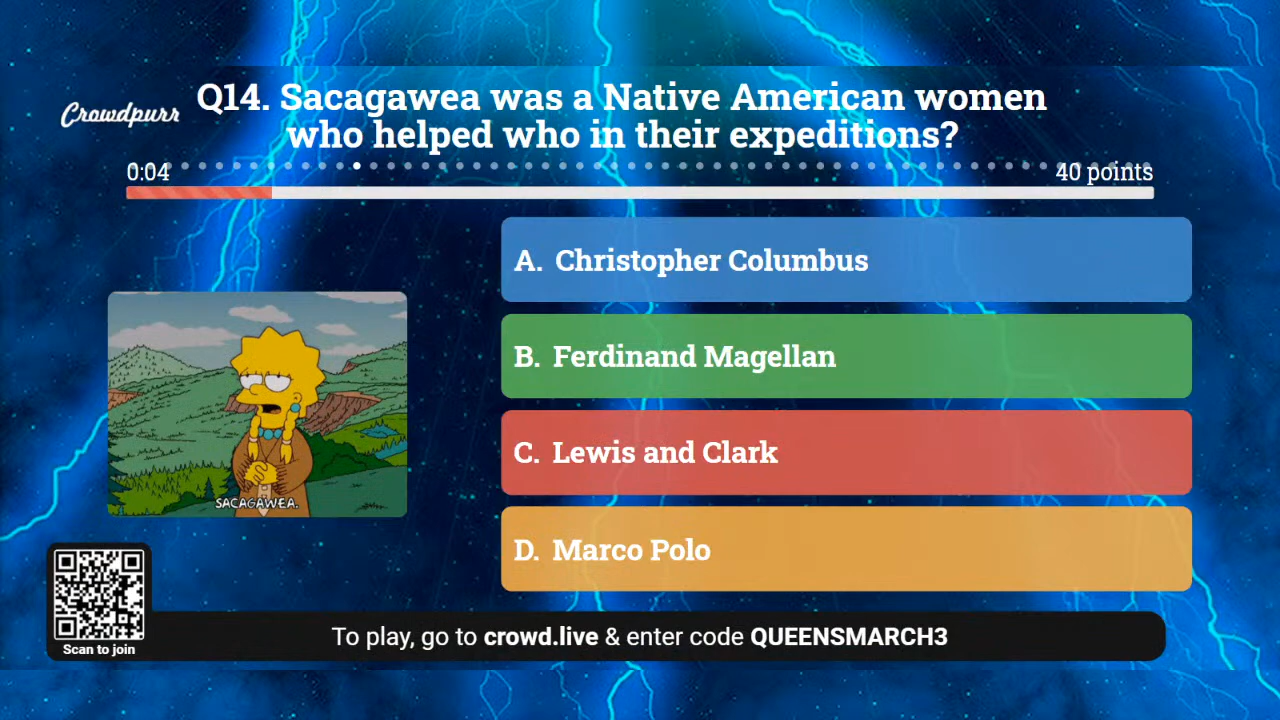 Crowdpurr
Q14. Sacagawea was a Native American women
who helped who in their expeditions?
0:04
40 points
A. Christopher Columbus
B. Ferdinand Magellan
C. Lewis and Clark
D. Marco Polo
SACAGAWEA.
Scan to join
To play, go to crowd.live & enter code QUEENSMARCH3